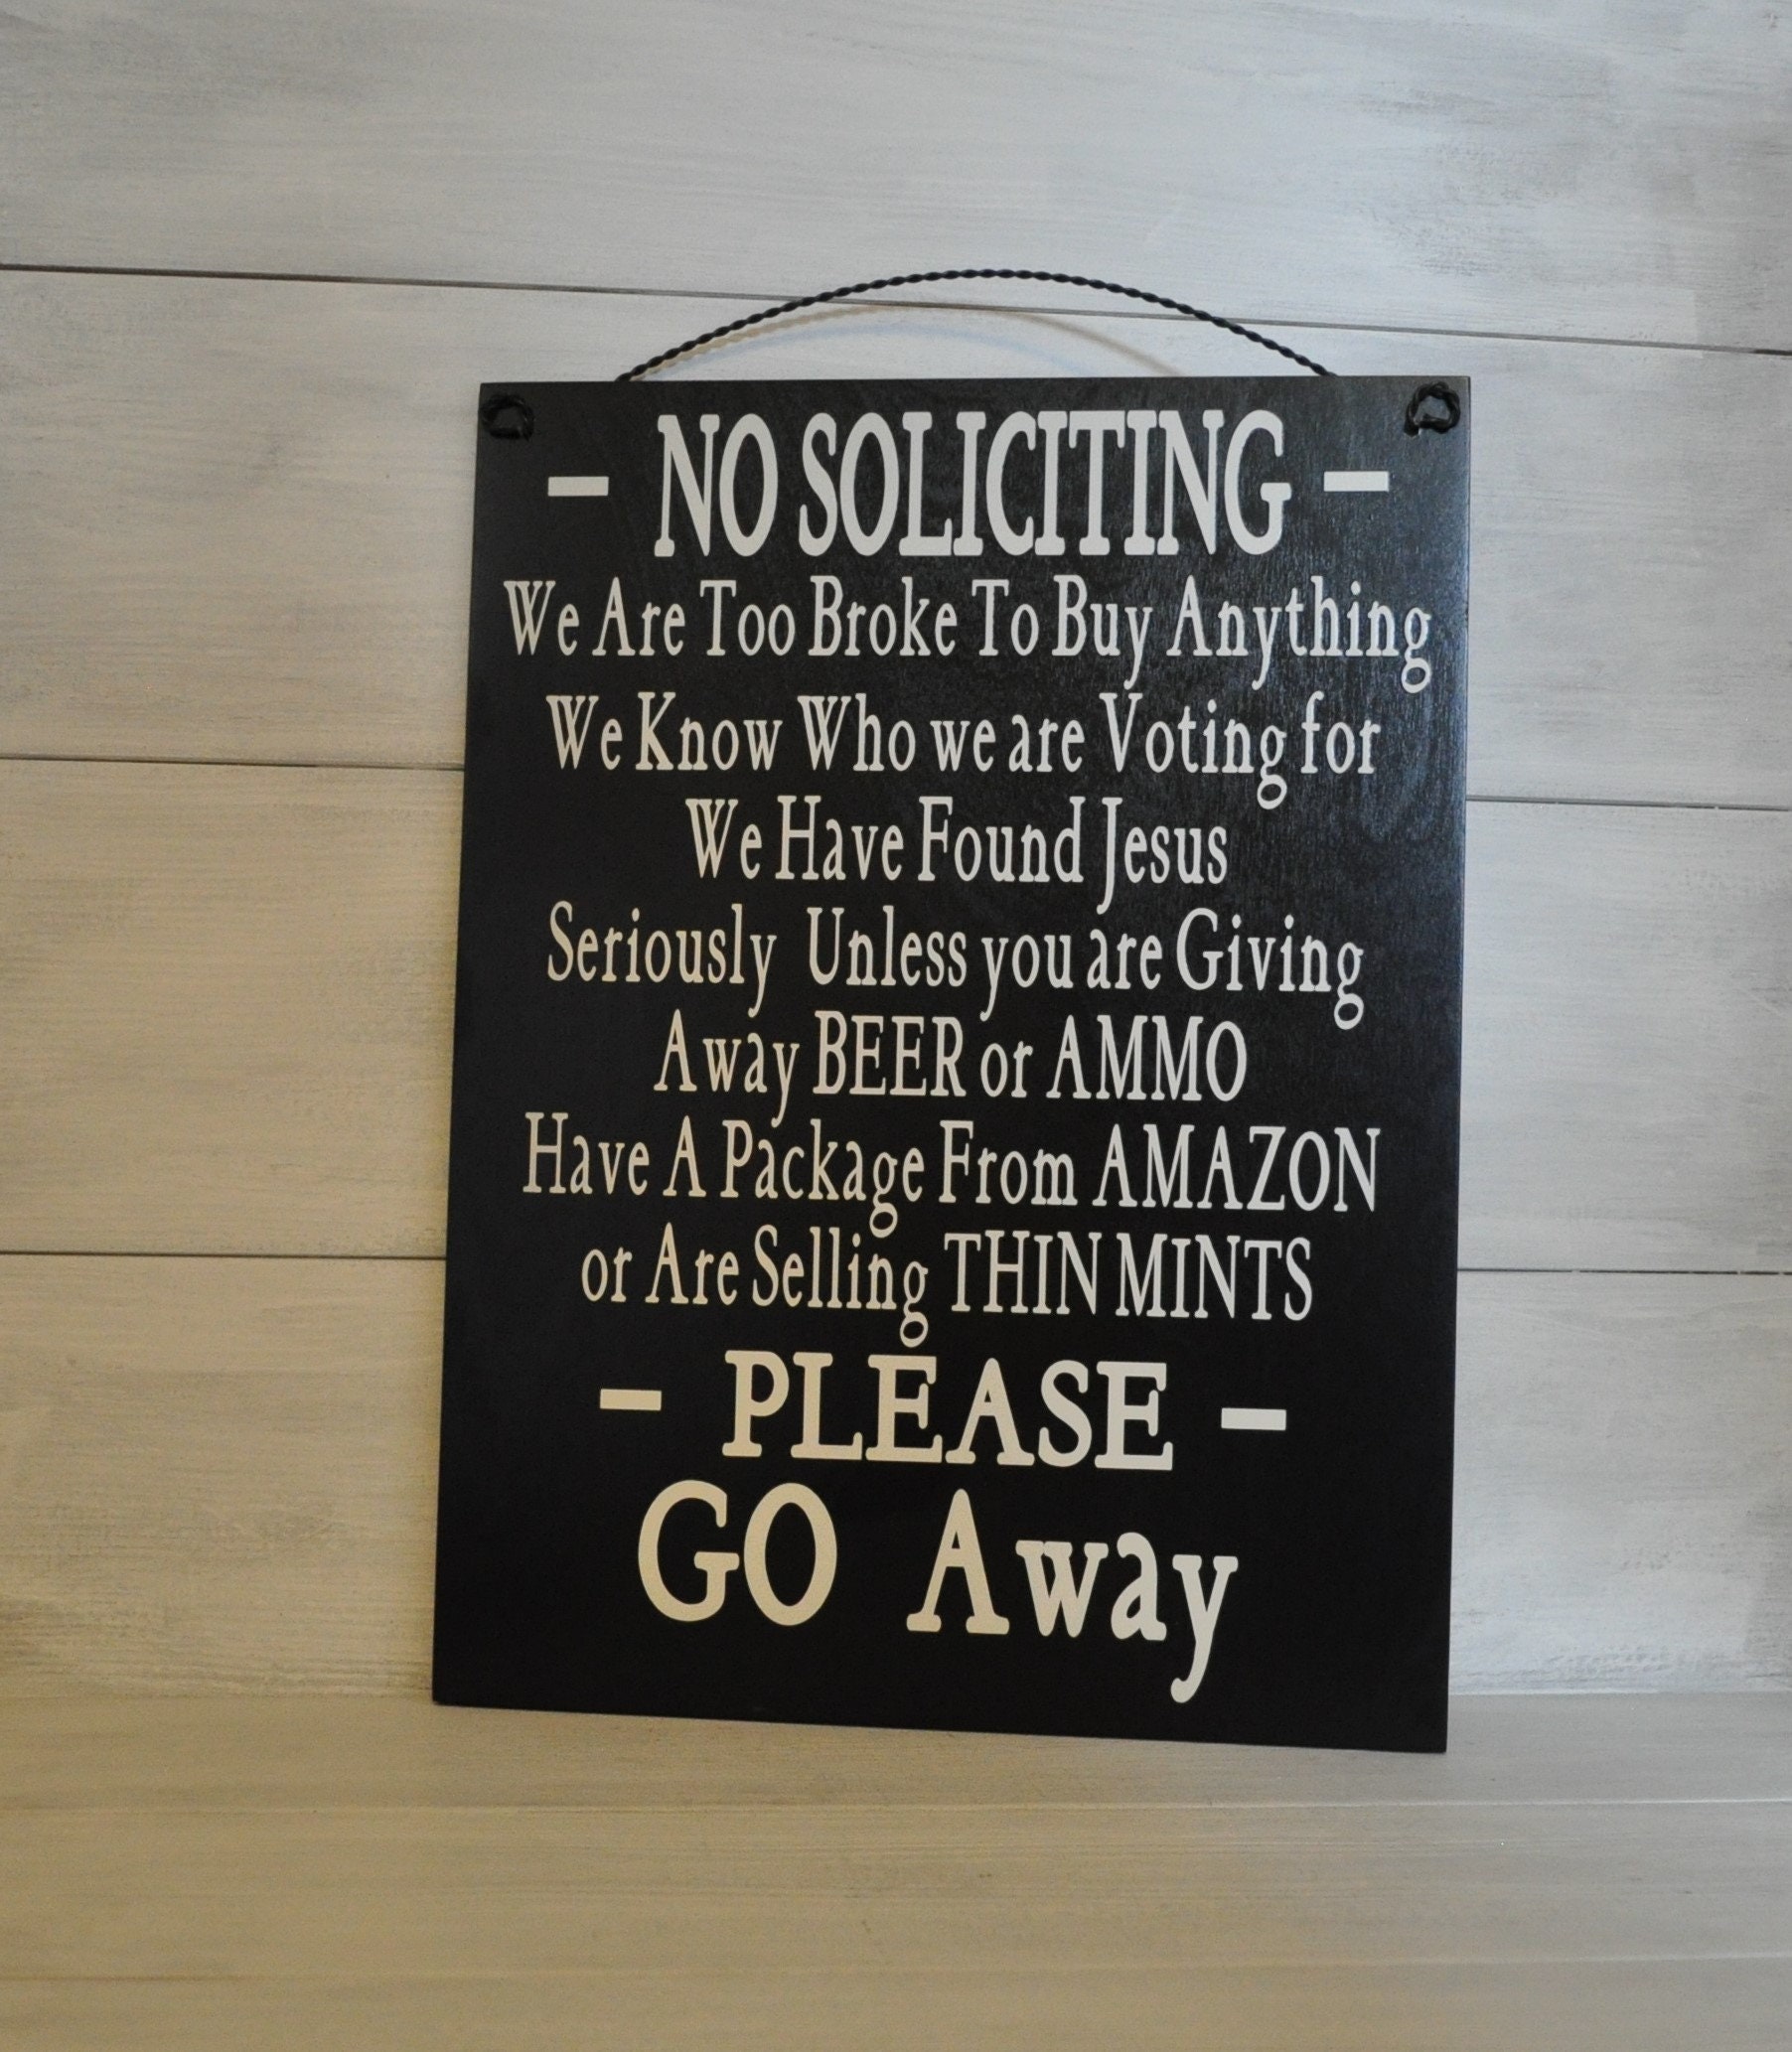 - NO SOLICITING -
We Are Too Broke To Buy Anything
We Know Who we are Voting for
We Have Found Jesus
Seriously Unless you are Giving
Away BEER or AMMO
Have A Package From AMAZON
or Are Selling THIN MINTS
- PLEASE -
GO Away